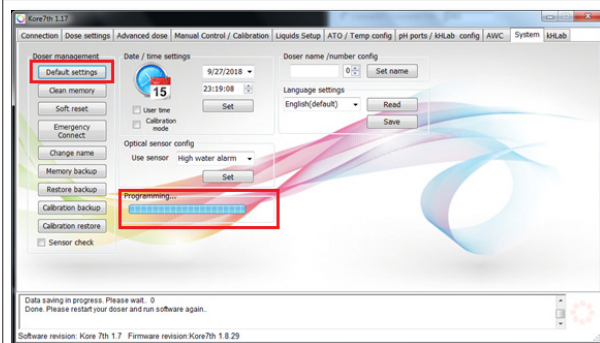 Kore7th 1.17
Connection Dose settings Advanced dose Manual Control / Calibration Liquids Setup ATO / Temp config pH ports / kHLab config AWC System kHLab
Doser management
Default settings
Clean memory
Soft reset
Emergency
Connect
Change name
Memory backup
Restore backup
Calibration backup
Calibration restore
Sensor check
Date / time settings
15
9/27/2018
23:19:08
User time
Calibration
mode
Set
Optical sensor config
Use sensor High water alarm
Set
Programming...
Doser name /number config
0 Set name
Language settings
English(default) Read
Save
Data saving in progress. Please wait.. 0
Done. Please restart your doser and run software again..
Software revision: Kore 7th 1.7 Firmware revision:Kore7th 1.8.29